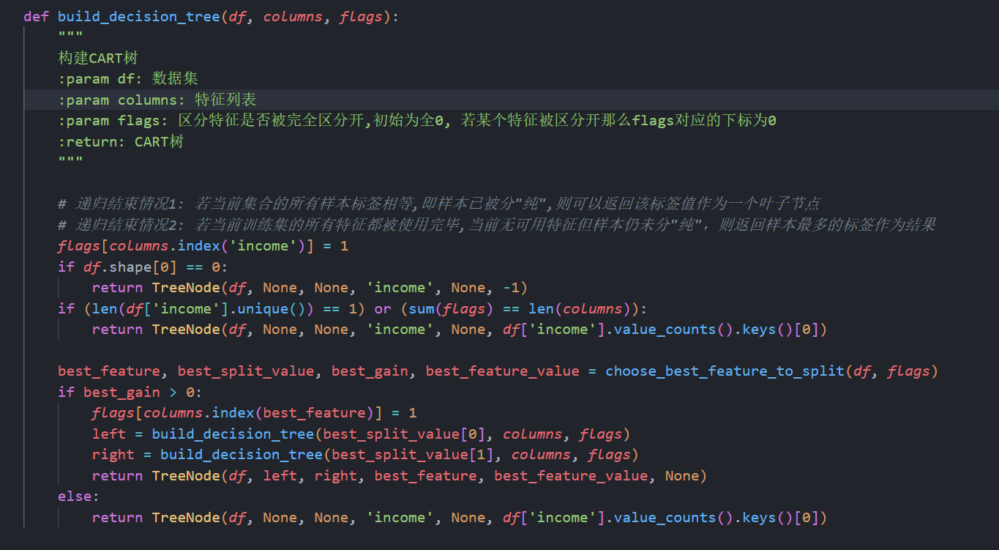 def build_decision_tree(df, columns, flags):
    """
    构建CART树
    :param df: 数据集
    :param columns: 特征列表
    :param flags: 区分特征是否被完全区分开,初始为全0, 若某个特征被区分开那么flags对应的下标为0
    :return: CART树
    """

    # 递归结束情况1: 若当前集合的所有样本标签相等,即样本已被分"纯",则可以返回该标签值作为一个叶子节点
    # 递归结束情况2: 若当前训练集的所有特征都被使用完毕,当前无可用特征但样本仍未分"纯", 则返回样本最多的标签作为结果
    flags[columns.index('income')] = 1
    if df.shape[0] == 0:
        return TreeNode(df, None, None, 'income', None, -1)
    if (len(df['income'].unique()) == 1) or (sum(flags) == len(columns)):
        return TreeNode(df, None, None, 'income', None, df['income'].value_counts().keys()[0])

    best_feature, best_split_value, best_gain, best_feature_value = choose_best_feature_to_split(df, flags)
    if best_gain > 0:
        flags[columns.index(best_feature)] = 1
        left = build_decision_tree(best_split_value[0], columns, flags)
        right = build_decision_tree(best_split_value[1], columns, flags)
        return TreeNode(df, left, right, best_feature, best_feature_value, None)
    else:
        return TreeNode(df, None, None, 'income', None, df['income'].value_counts().keys()[0])